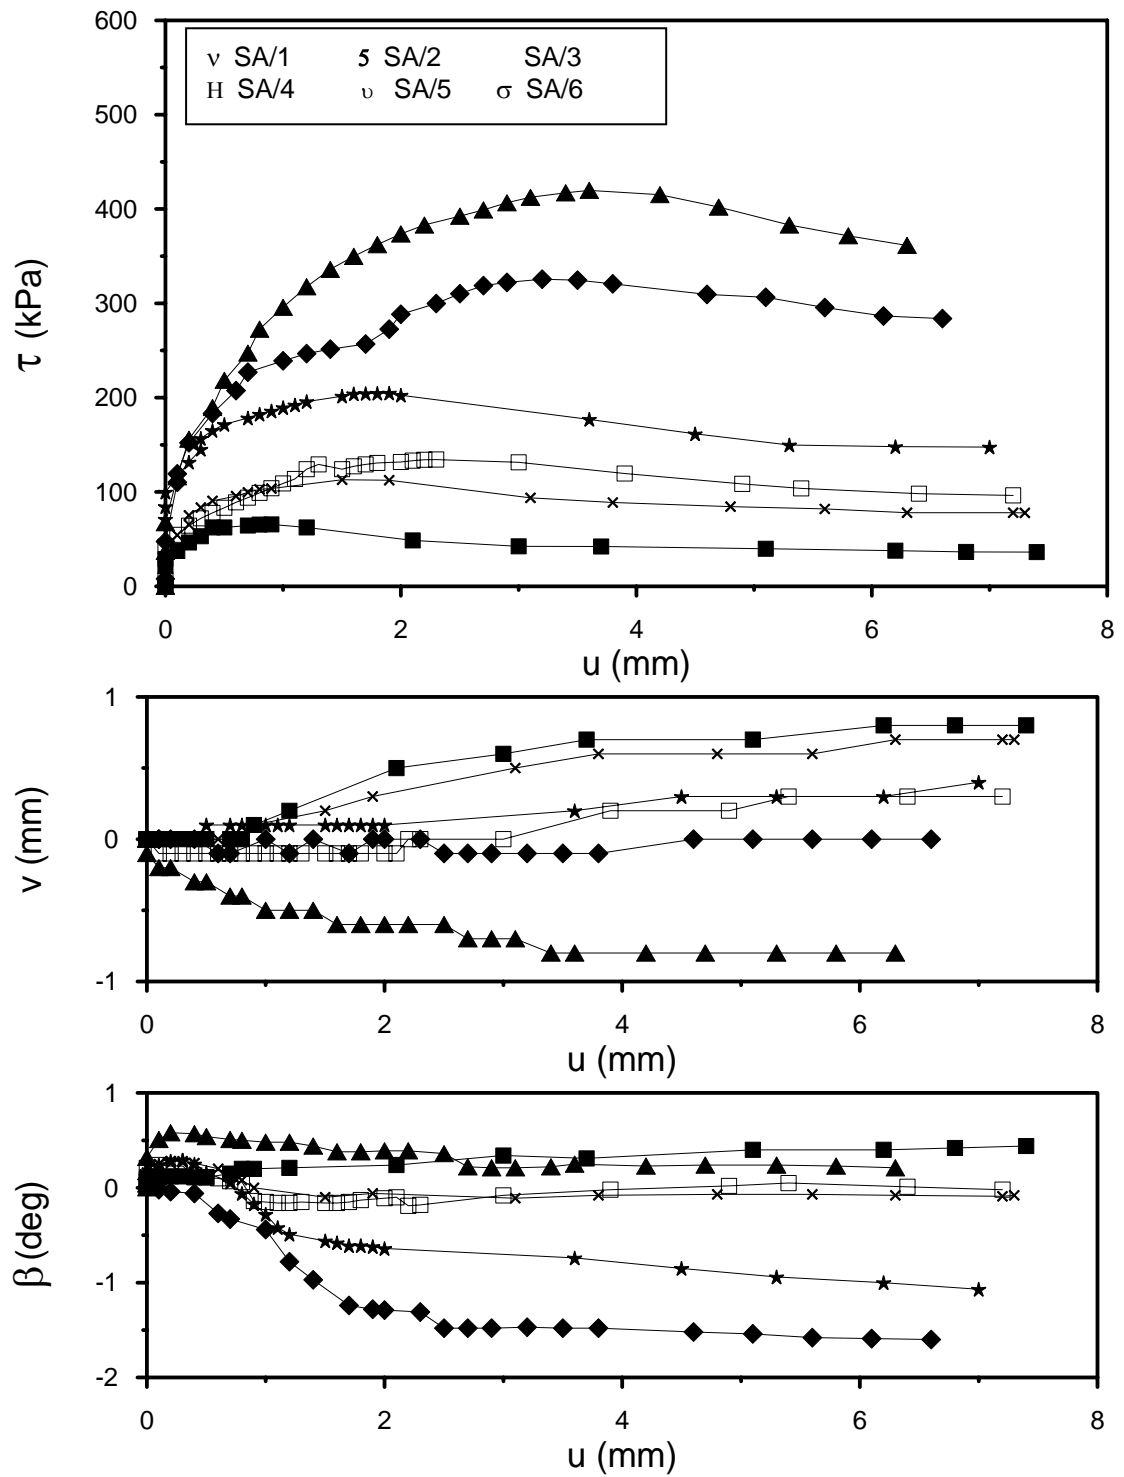 600
ν SA/1 5 SA/2 SA/3
Η SA/4 υ SA/5 σ SA/6
500
400
300
200
100
0
τ (kPa)
0 2 4 6 8
u (mm)
1
0
-1
v (mm)
0 2 4 6 8
u (mm)
1
0
-1
-2
β (deg)
0 2 4 6 8
u (mm)